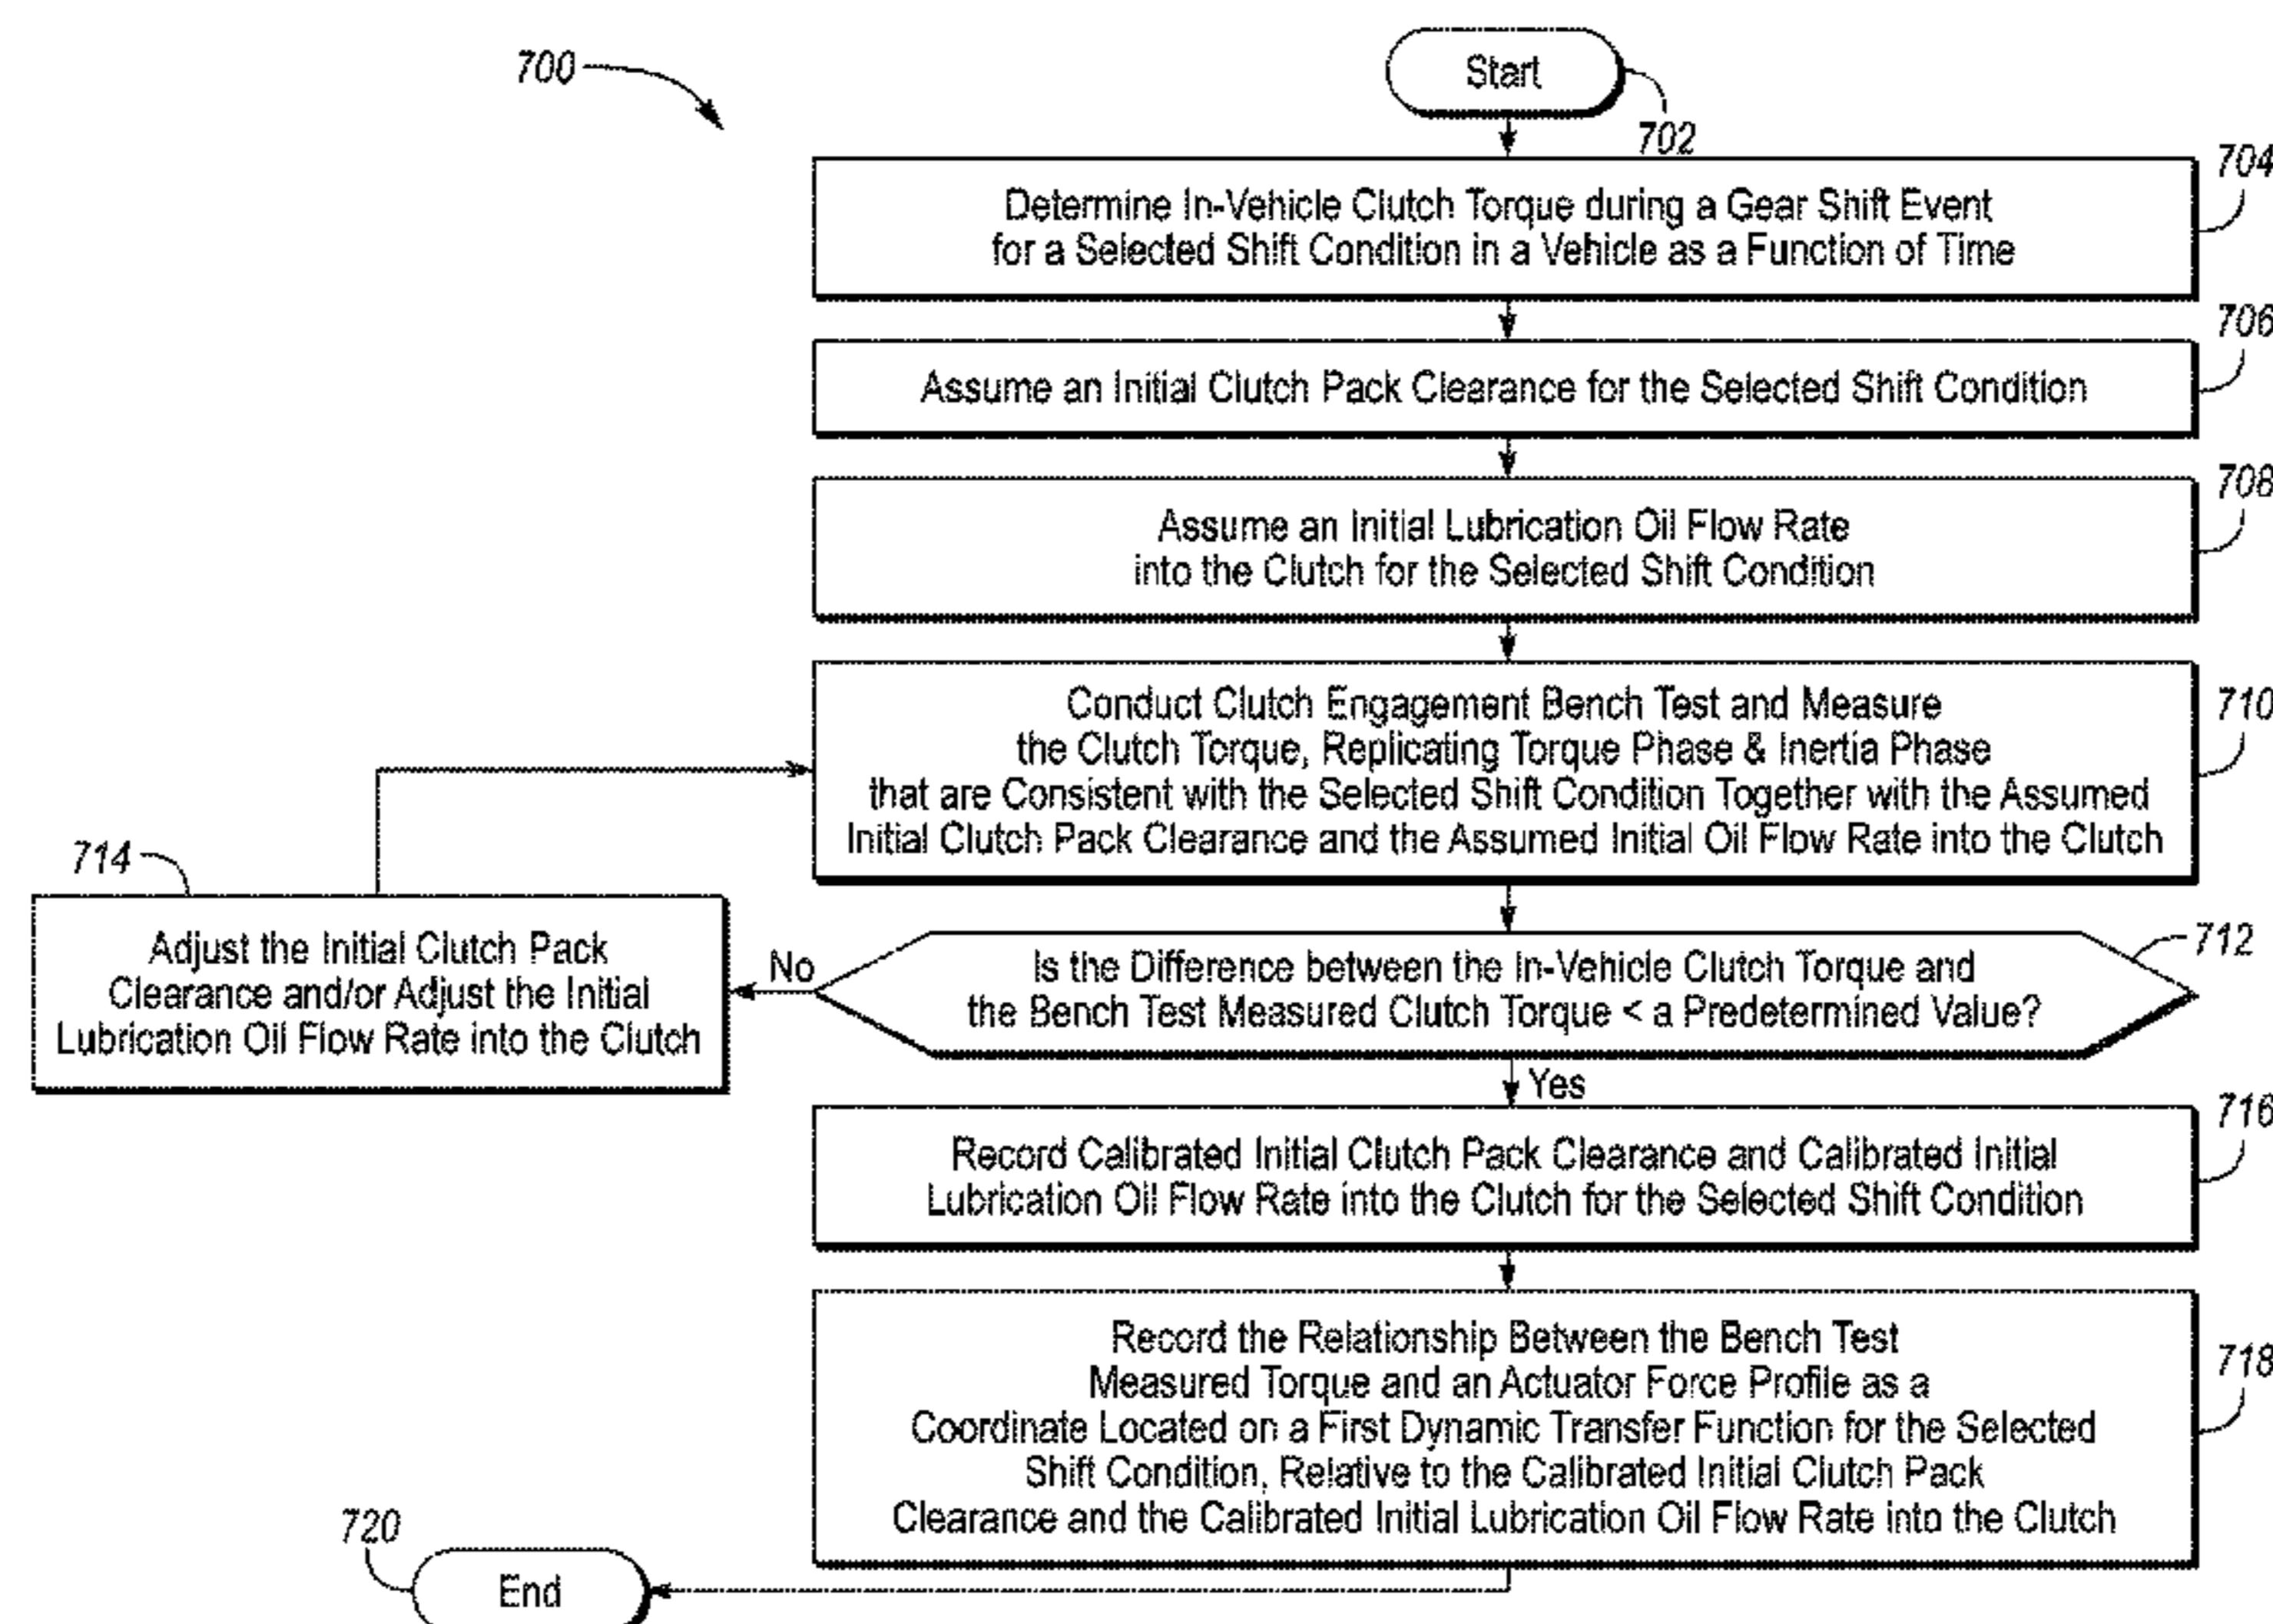 700
Start
702
704
Determine In-Vehicle Clutch Torque during a Gear Shift Event
for a Selected Shift Condition in a Vehicle as a Function of Time
706
Assume an Initial Clutch Pack Clearance for the Selected Shift Condition
708
Assume an Initial Lubrication Oil Flow Rate
into the Clutch for the Selected Shift Condition
710
Conduct Clutch Engagement Bench Test and Measure
the Clutch Torque, Replicating Torque Phase & Inertia Phase
that are Consistent with the Selected Shift Condition Together with the Assumed
Initial Clutch Pack Clearance and the Assumed Initial Oil Flow Rate into the Clutch
714
Adjust the Initial Clutch Pack
Clearance and/or Adjust the Initial
Lubrication Oil Flow Rate into the Clutch
No
712
Is the Difference between the In-Vehicle Clutch Torque and
the Bench Test Measured Clutch Torque < a Predetermined Value?
Yes
716
Record Calibrated Initial Clutch Pack Clearance and Calibrated Initial
Lubrication Oil Flow Rate into the Clutch for the Selected Shift Condition
718
Record the Relationship Between the Bench Test
Measured Torque and an Actuator Force Profile as a
Coordinate Located on a First Dynamic Transfer Function for the Selected
Shift Condition, Relative to the Calibrated Initial Clutch Pack
Clearance and the Calibrated Initial Lubrication Oil Flow Rate into the Clutch
720
End